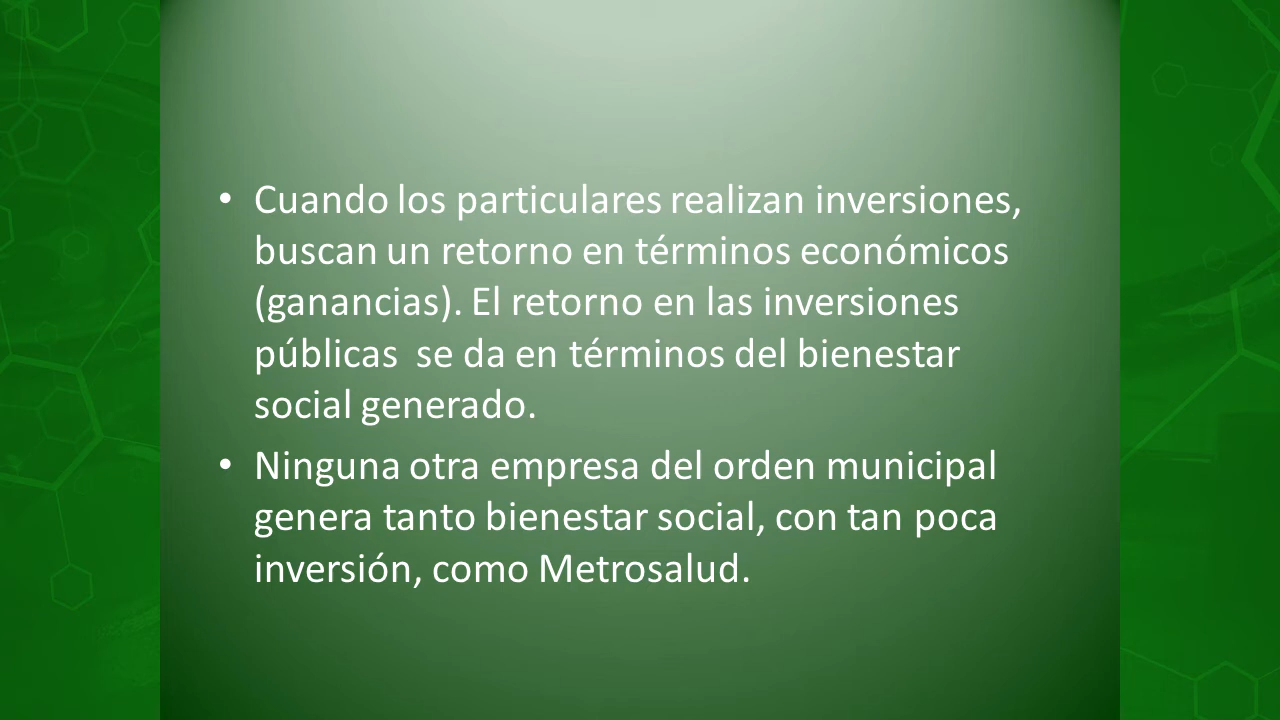 • Cuando los particulares realizan inversiones,
buscan un retorno en términos económicos
(ganancias). El retorno en las inversiones
públicas  se da en términos del bienestar
social generado.
• Ninguna otra empresa del orden municipal
genera tanto bienestar social, con tan poca
inversión, como Metrosalud.